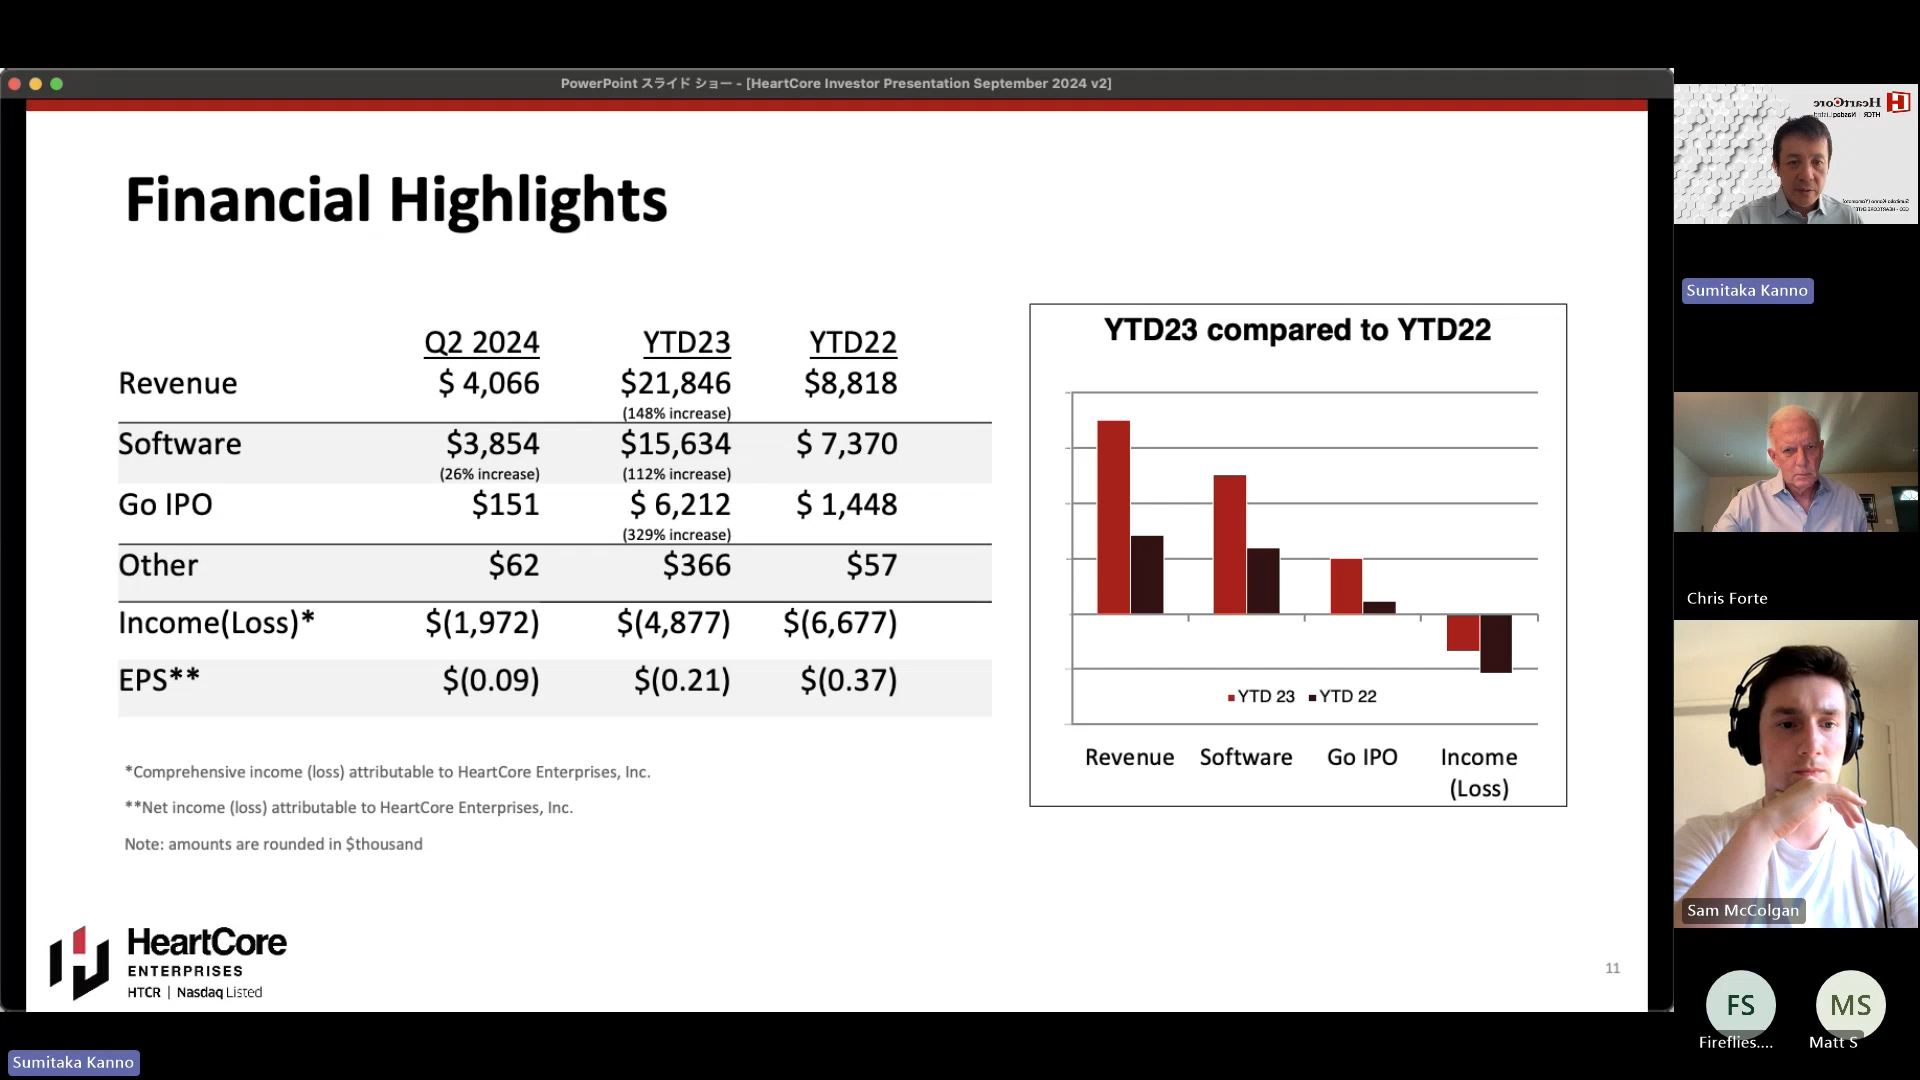 PowerPoint スライド ショー - [HeartCore Investor Presentation September 2024 v2]
Financial Highlights
Q2 2024 YTD23 YTD22
Revenue $ 4,066 $21,846 $8,818
(148% increase)
Software $3,854 $15,634 $ 7,370
(26% increase) (112% increase)
Go IPO $151 $ 6,212 $ 1,448
(329% increase)
Other $62 $366 $57
Income(Loss)* $(1,972) $(4,877) $(6,677)
EPS** $(0.09) $(0.21) $(0.37)
*Comprehensive income (loss) attributable to HeartCore Enterprises, Inc.
**Net income (loss) attributable to HeartCore Enterprises, Inc.
Note: amounts are rounded in $thousand
YTD23 compared to YTD22
YTD 23 YTD 22
Revenue Software Go IPO Income
(Loss)
HeartCore
ENTERPRISES
HTCR | Nasdaq Listed
11
Sumitaka Kanno
HeartCore
HTCR | Nasdaq Listed
Sumitaka Kanno
Chris Forte
Sam McColgan
FS
Fireflies....
MS
Matt S